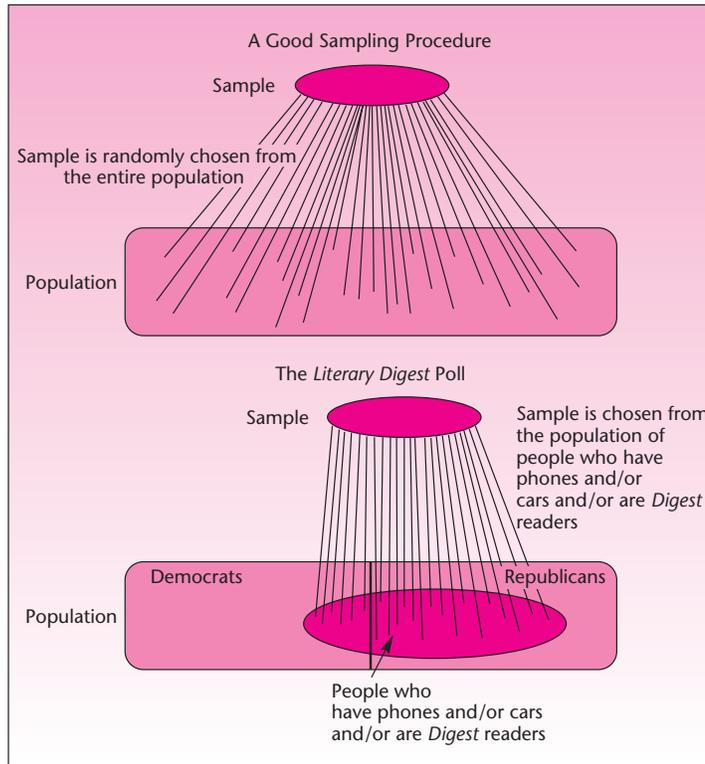 A Good Sampling Procedure
Sample
Sample is randomly chosen from
the entire population
Population
The Literary Digest Poll
Sample
Sample is chosen from
the population of
people who have
phones and/or
cars and/or are Digest
readers
Democrats
Republicans
Population
People who
have phones and/or cars
and/or are Digest readers